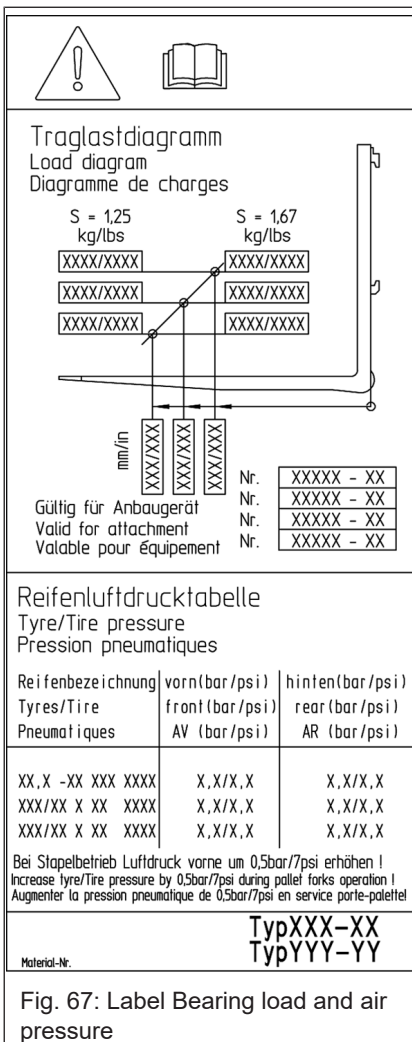 Traglastdiagramm
Load diagram
Diagramme de charges
S = 1,25 S = 1,67
kg/lbs kg/lbs
XXXX/XXXX XXXX/XXXX
XXXX/XXXX XXXX/XXXX
XXXX/XXXX XXXX/XXXX
mm/in XXX/XXX XXX/XXX XXX/XXX
Nr. XXXXX - XX
Gültig für Anbaugerät Nr. XXXXX - XX
Valid for attachment Nr. XXXXX - XX
Valable pour équipement Nr. XXXXX - XX
Reifenluftdrucktabelle
Tyre/Tire pressure
Pression pneumatiques
Reifenbezeichnung vorn(bar/psi) hinten(bar/psi)
Tyres/Tire front(bar/psi) rear(bar/psi)
Pneumatiques AV (bar/psi) AR (bar/psi)
XX,X -XX XXX XXXX X,X/X,X X,X/X,X
XXX/XX X XX XXXX X,X/X,X X,X/X,X
XXX/XX X XX XXXX X,X/X,X X,X/X,X
Bei Stapelbetrieb Luftdruck vorne um 0,5bar/7psi erhöhen !
Increase tyre/Tire pressure by 0,5bar/7psi during pallet forks operation !
Augmenter la pression pneumatique de 0,5bar/7psi en service porte-palette!
TypXXX-XX
TypYYY-YY
Material-Nr.
Fig. 67: Label Bearing load and air
pressure